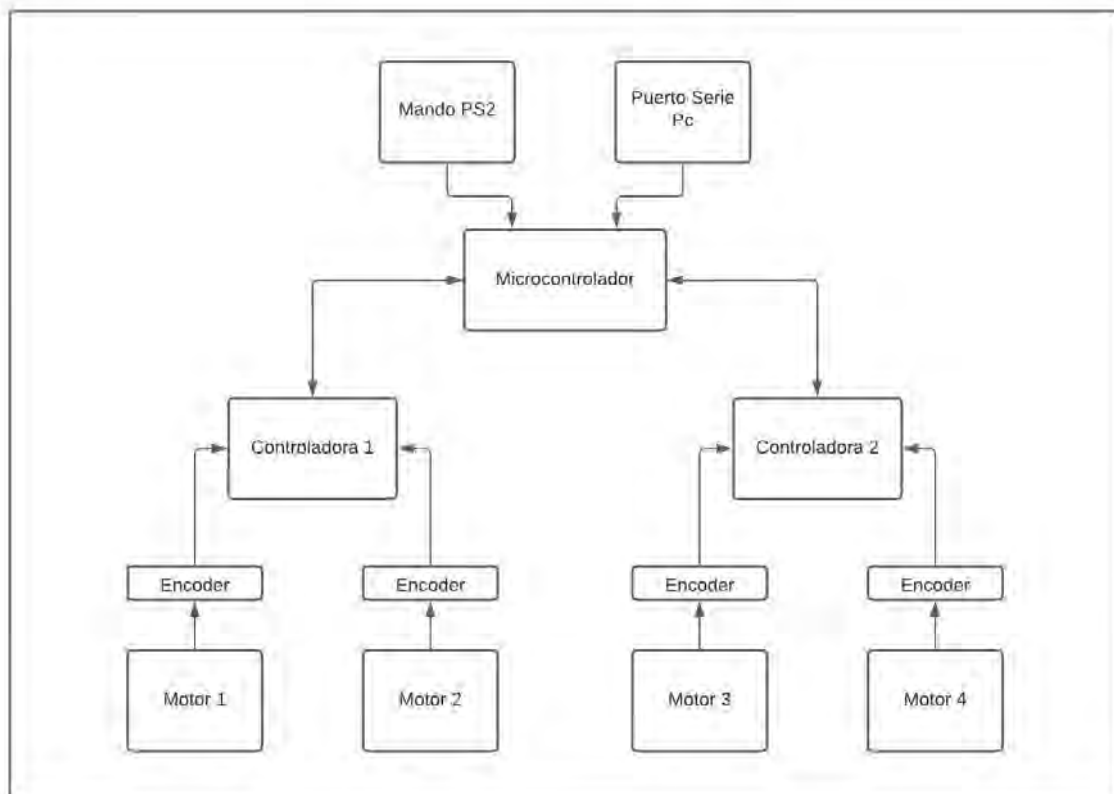 Mando PS2
Puerto Serie
Pc
Microcontrolador
Controladora 1
Controladora 2
Encoder
Encoder
Encoder
Encoder
Motor 1
Motor 2
Motor 3
Motor 4